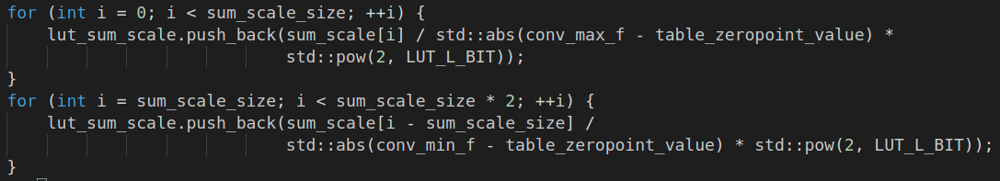 for (int i = 0; i < sum_scale_size; ++i) {
    lut_sum_scale.push_back(sum_scale[i] / std::abs(conv_max_f - table_zeropoint_value) *
                            std::pow(2, LUT_L_BIT));
}
for (int i = sum_scale_size; i < sum_scale_size * 2; ++i) {
    lut_sum_scale.push_back(sum_scale[i - sum_scale_size] /
                            std::abs(conv_min_f - table_zeropoint_value) * std::pow(2, LUT_L_BIT));
}